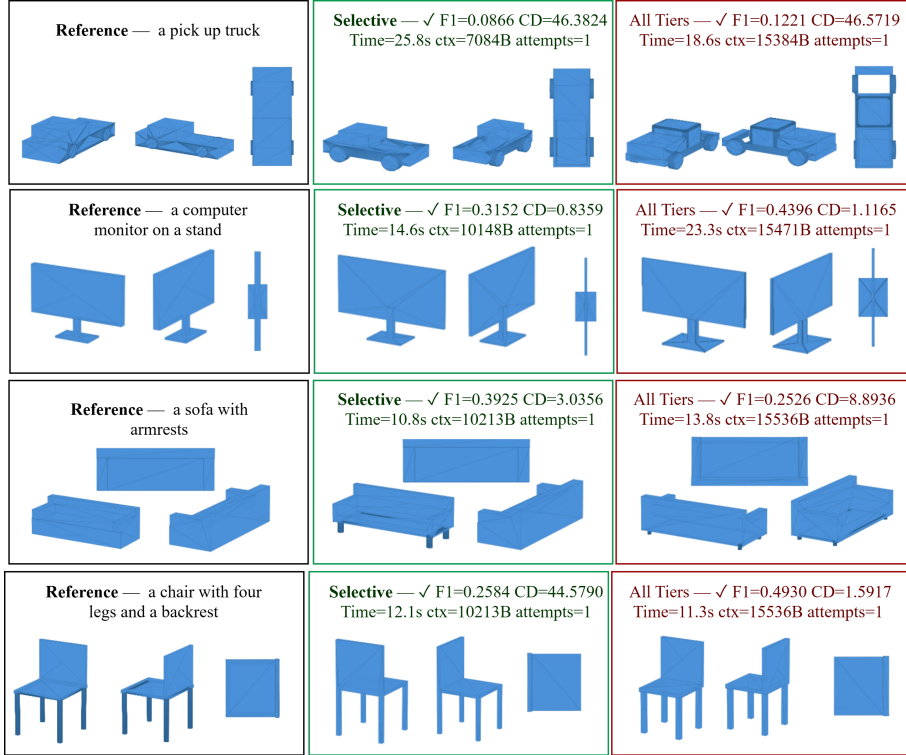 Reference — a pick up truck
Selective — ✓ F1=0.0866 CD=46.3824
Time=25.8s ctx=7084B attempts=1
All Tiers — ✓ F1=0.1221 CD=46.5719
Time=18.6s ctx=15384B attempts=1
Reference — a computer
monitor on a stand
Selective — ✓ F1=0.3152 CD=0.8359
Time=14.6s ctx=10148B attempts=1
All Tiers — ✓ F1=0.4396 CD=1.1165
Time=23.3s ctx=15471B attempts=1
Reference — a sofa with
armrests
Selective — ✓ F1=0.3925 CD=3.0356
Time=10.8s ctx=10213B attempts=1
All Tiers — ✓ F1=0.2526 CD=8.8936
Time=13.8s ctx=15536B attempts=1
Reference — a chair with four
legs and a backrest
Selective — ✓ F1=0.2584 CD=44.5790
Time=12.1s ctx=10213B attempts=1
All Tiers — ✓ F1=0.4930 CD=1.5917
Time=11.3s ctx=15536B attempts=1